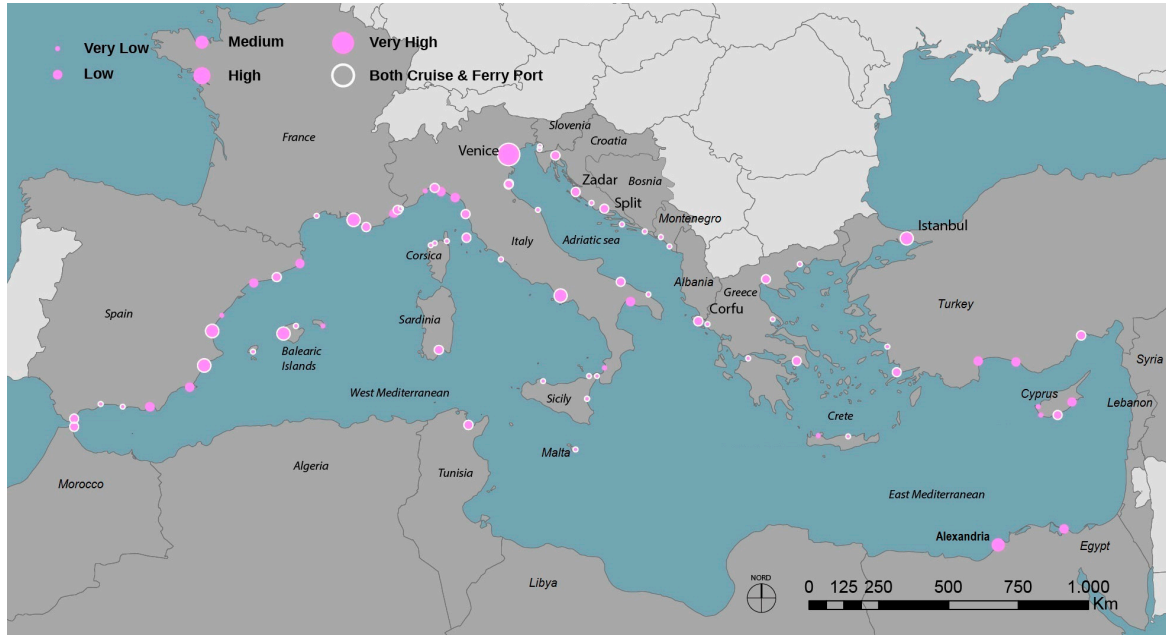 Very Low
Low
Medium
High
Very High
Both Cruise & Ferry Port
France
Slovenia
Croatia
Venice
Bosnia
Zadar
Split
Montenegro
Istanbul
Italy
Adriatic sea
Corsica
Albania
Greece
Turkey
Spain
Sardinia
Corfu
Balearic
Islands
Syria
West Mediterranean
Sicily
Cyprus
Lebanon
Crete
Malta
Algeria
Tunisia
Morocco
East Mediterranean
Alexandria
Egypt
Libya
NORD
0 125 250 500 750 1.000
Km